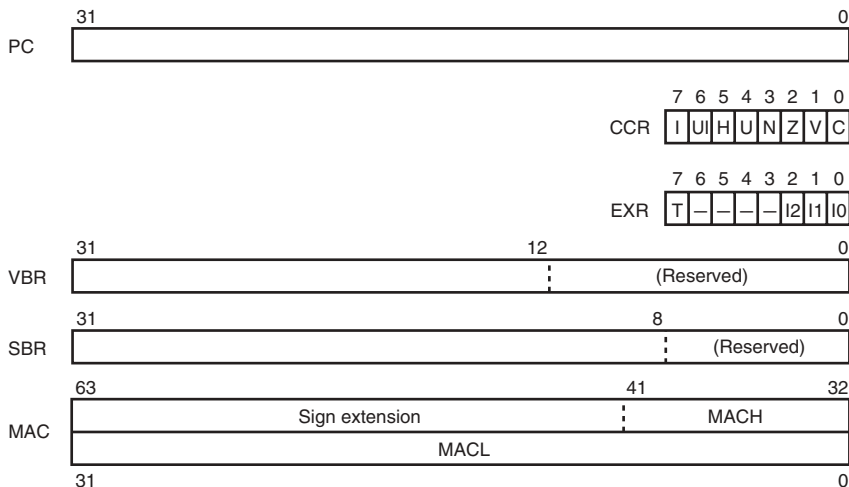 31 0
PC
7 6 5 4 3 2 1 0
CCR I UI H U N Z V C
7 6 5 4 3 2 1 0
EXR T — — — — I2 I1 I0
31 12 0
VBR (Reserved)
31 8 0
SBR (Reserved)
63 41 32
Sign extension MACH
MAC
MACL
31 0